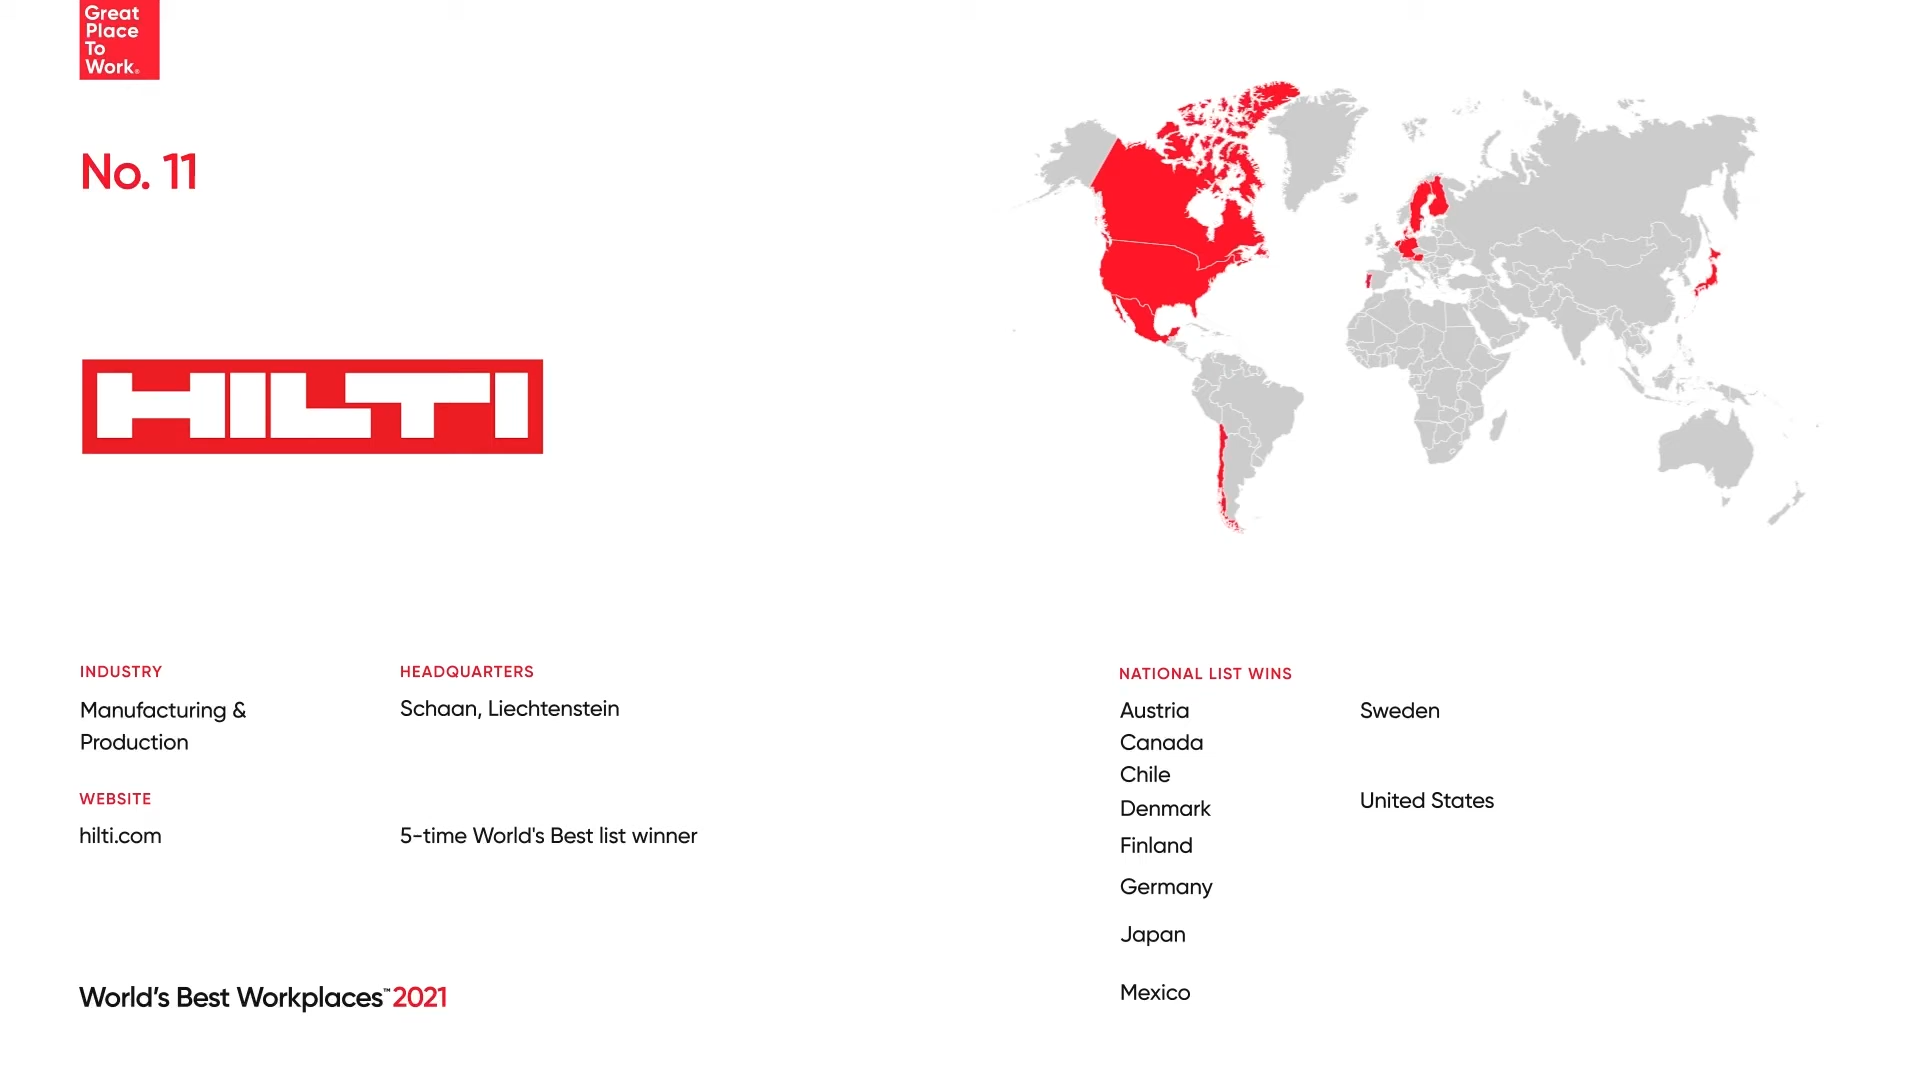 Great
Place
To
Work.
No. 11
HILTI
INDUSTRY
Manufacturing &
Production
HEADQUARTERS
Schaan, Liechtenstein
WEBSITE
hilti.com
5-time World's Best list winner
NATIONAL LIST WINS
Austria
Canada
Chile
Denmark
Finland
Germany
Japan
Mexico
Sweden
United States
World's Best Workplaces™ 2021